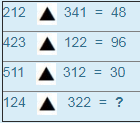 212 ▲ 341 = 48
423 ▲ 122 = 96
511 ▲ 312 = 30
124 ▲ 322 = ?